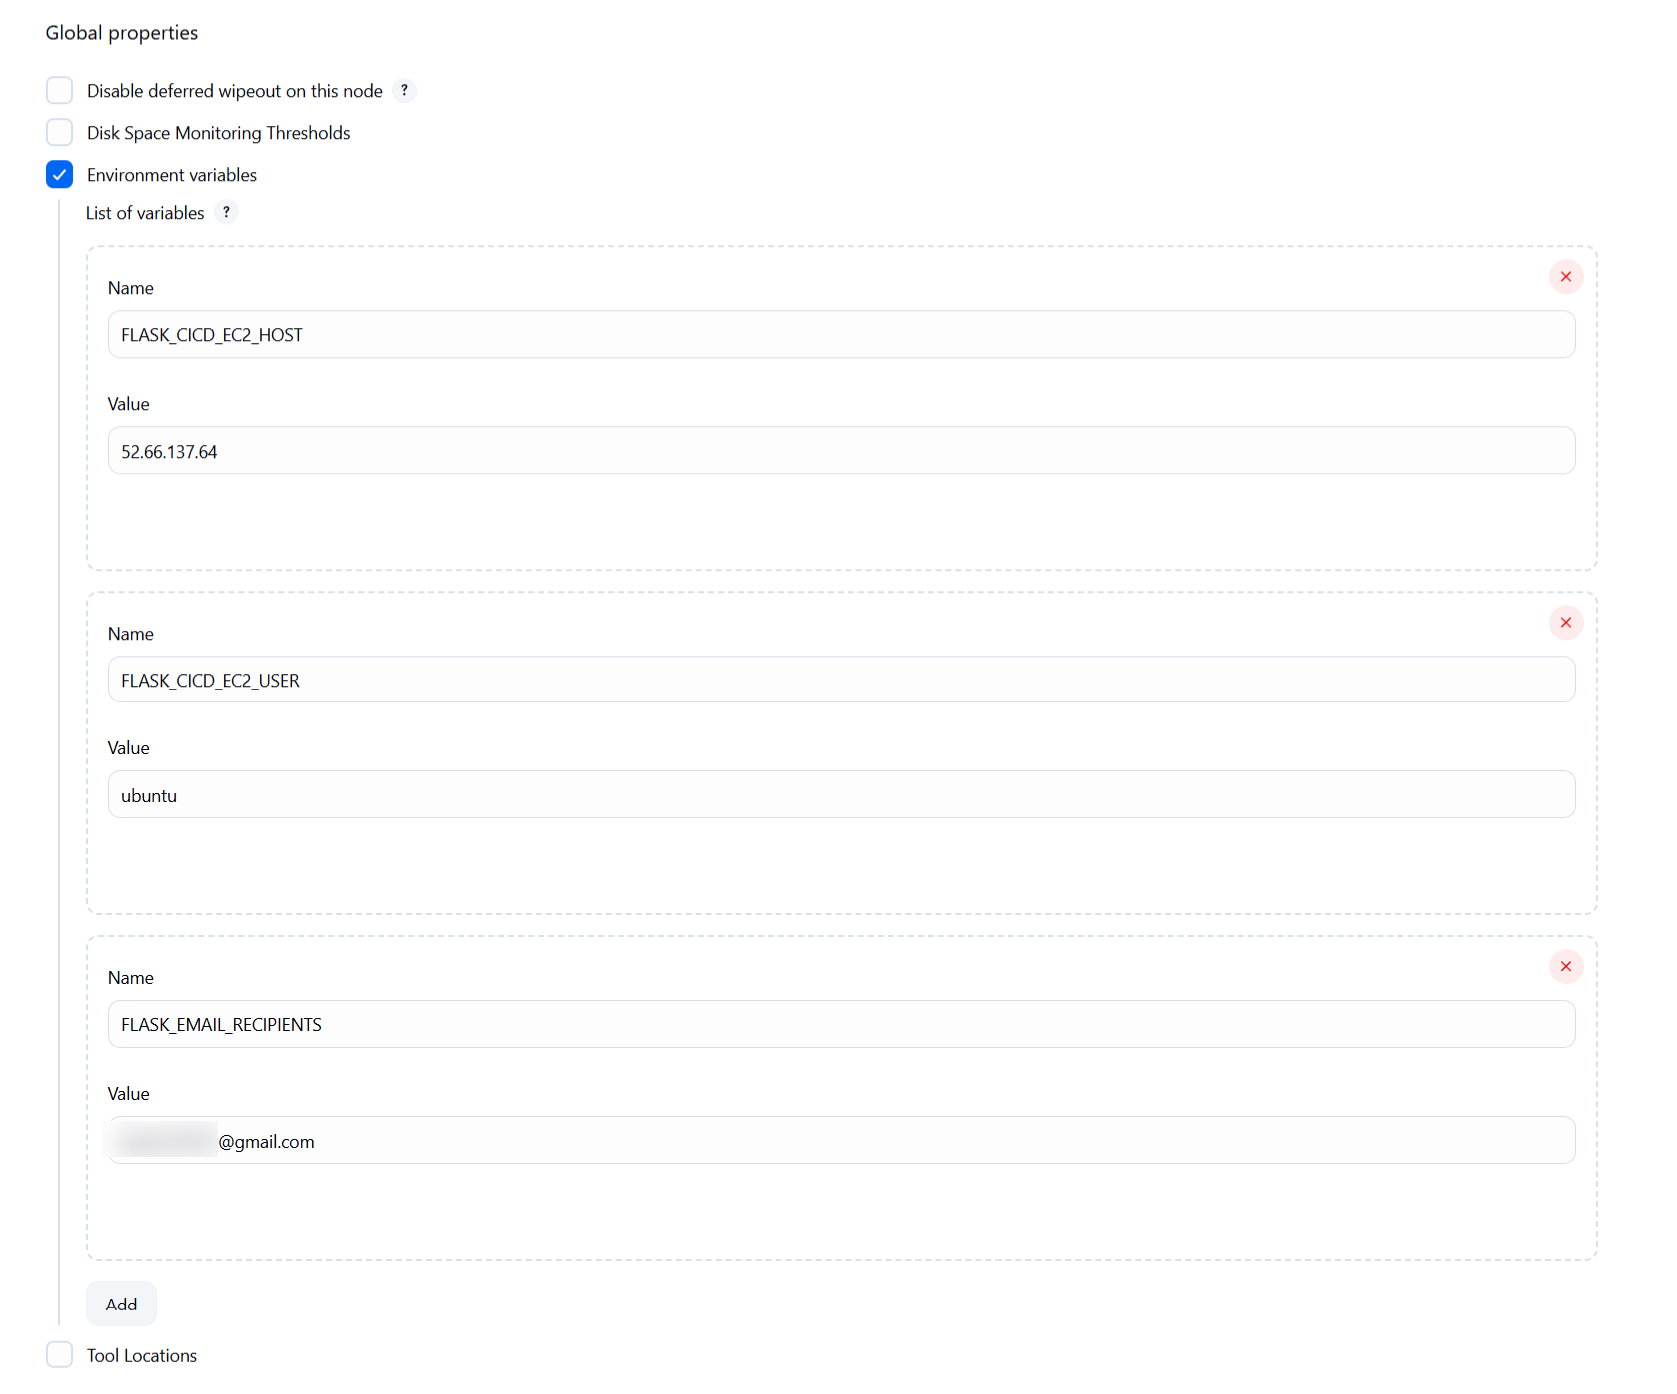 Global properties
Disable deferred wipeout on this node ?
Disk Space Monitoring Thresholds
Environment variables
List of variables ?
Name
FLASK_CICD_EC2_HOST
Value
52.66.137.64
Name
FLASK_CICD_EC2_USER
Value
ubuntu
Name
FLASK_EMAIL_RECIPIENTS
Value
@gmail.com
Add
Tool Locations